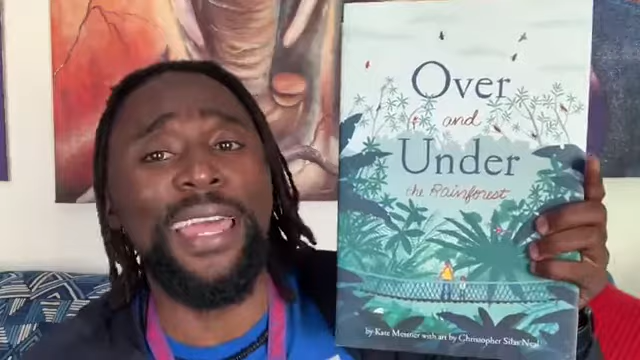 Over
and
Under
the Rainforest
by Kate Messner with art by Christopher Silas Neal